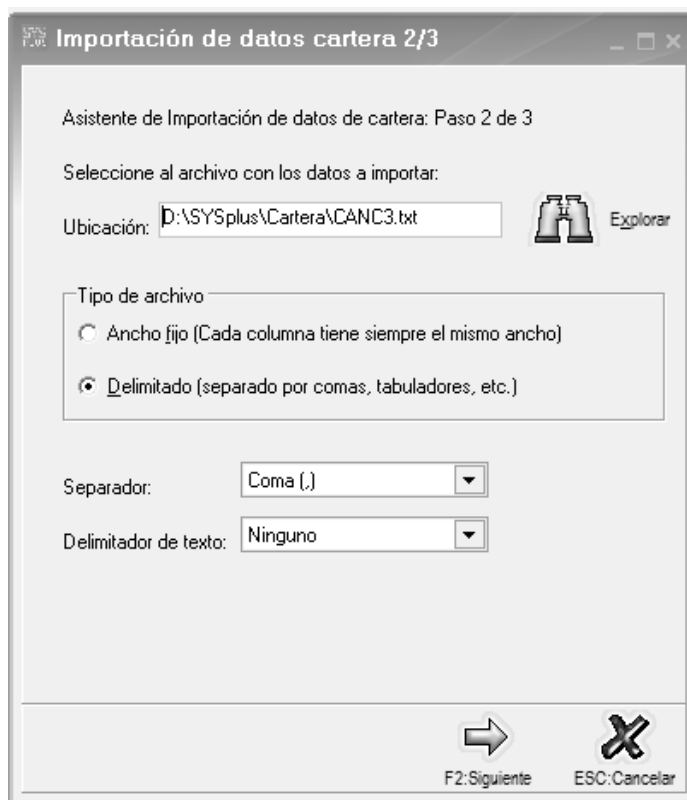 Importación de datos cartera 2/3
Asistente de Importación de datos de cartera: Paso 2 de 3
Seleccione al archivo con los datos a importar:
Ubicación: D:\SYSplus\Cartera\CANC3.txt Explorar
Tipo de archivo
Ancho fijo (Cada columna tiene siempre el mismo ancho)
Delimitado (separado por comas, tabuladores, etc.)
Separador: Coma (,)
Delimitador de texto: Ninguno
F2:Siguiente ESC:Cancelar